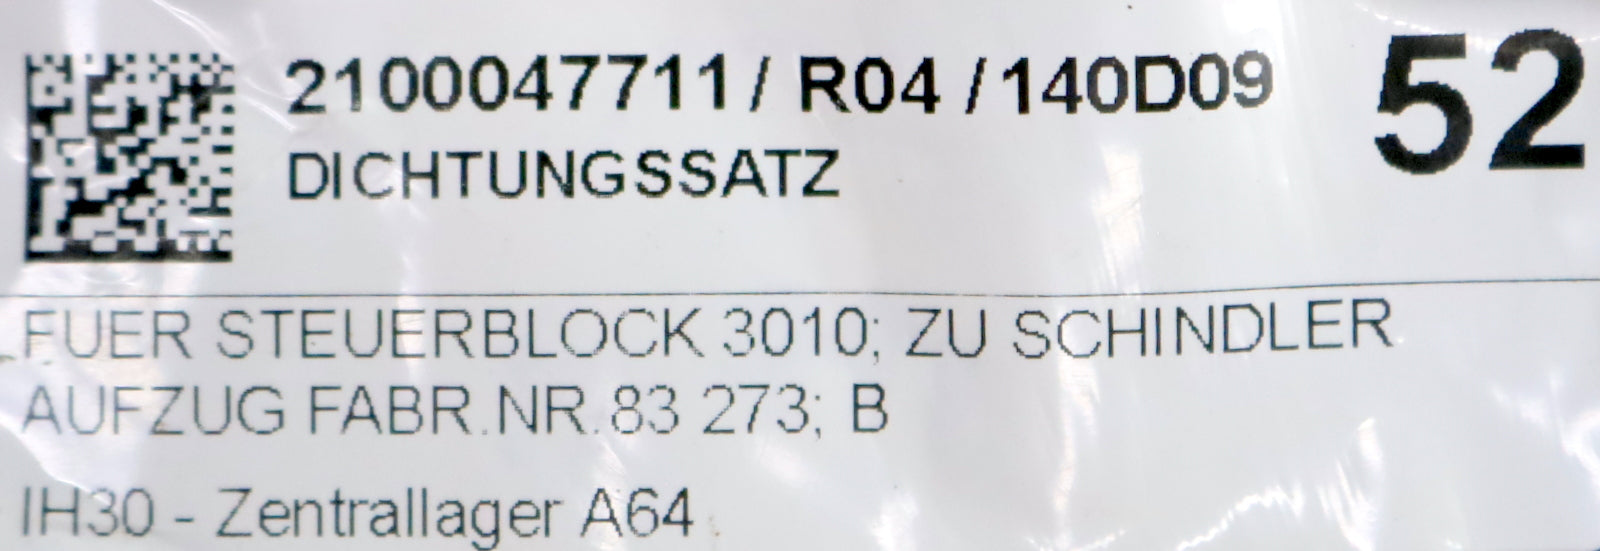 2100047711/ R04 /140D09
52
DICHTUNGSSATZ
FUER STEUERBLOCK 3010; ZU SCHINDLER
AUFZUG FABR.NR.83 273; B
IH30 - Zentrallager A64